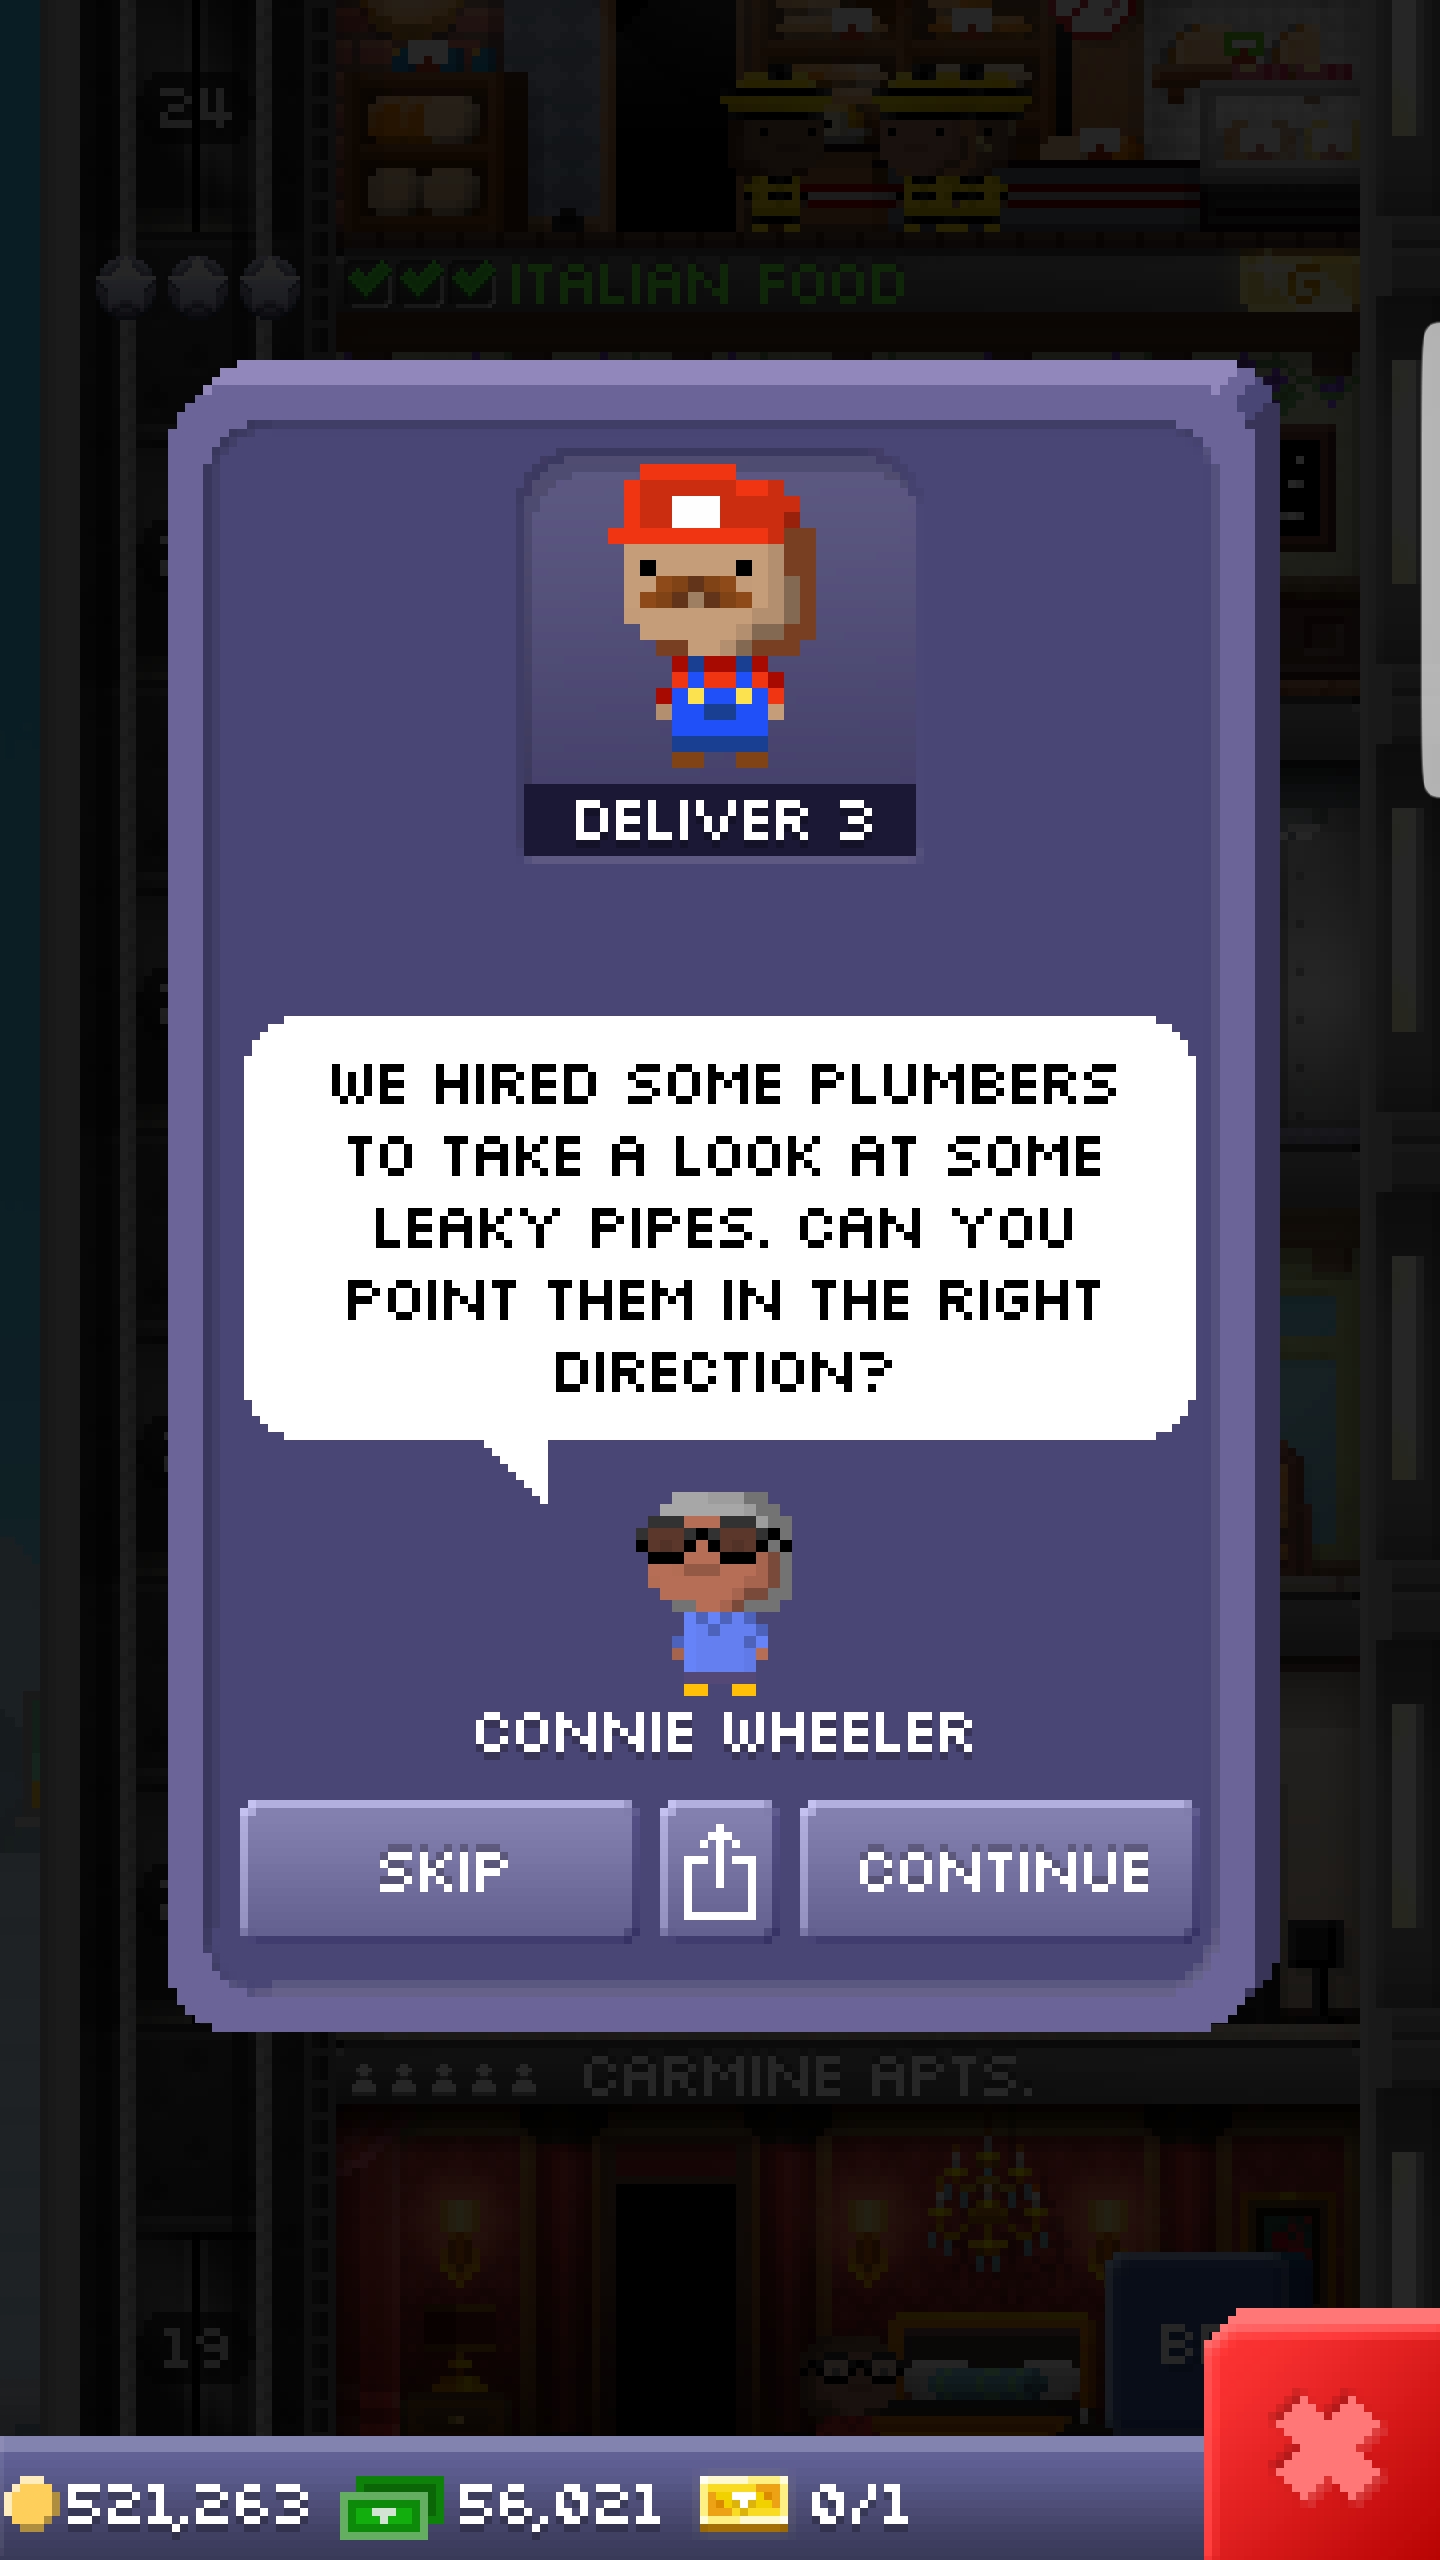 24
ITALIAN FOOD
G
DELIVER 3
WE HIRED SOME PLUMBERS
TO TAKE A LOOK AT SOME
LEAKY PIPES. CAN YOU
POINT THEM IN THE RIGHT
DIRECTION?
CONNIE WHEELER
SKIP
CONTINUE
CARMINE APTS.
19
521,263
56,021
0/1